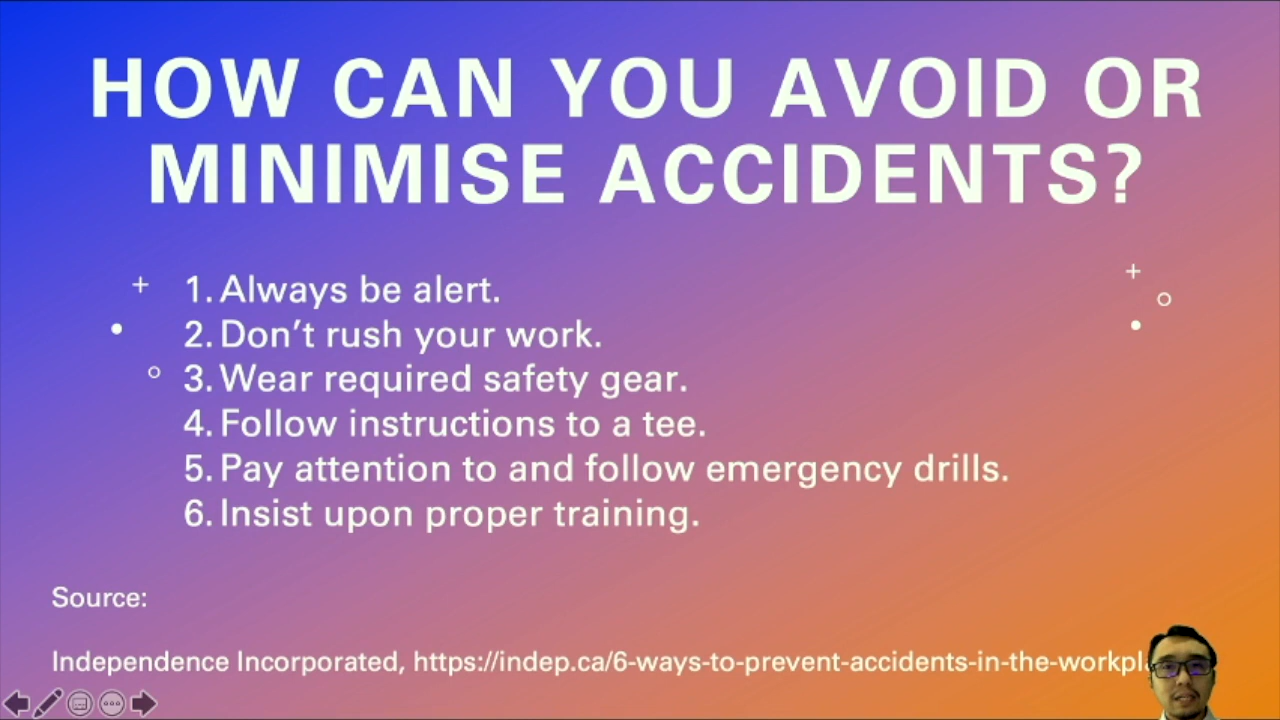 HOW CAN YOU AVOID OR
MINIMISE ACCIDENTS?
1. Always be alert.
2. Don’t rush your work.
3. Wear required safety gear.
4. Follow instructions to a tee.
5. Pay attention to and follow emergency drills.
6. Insist upon proper training.
Source:
Independence Incorporated, https://indep.ca/6-ways-to-prevent-accidents-in-the-workpla